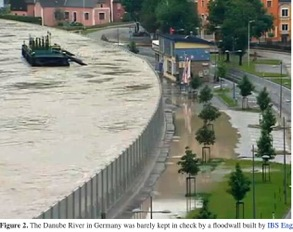 Figure 2. The Danube River in Germany was barely kept in check by a floodwall built by IBS Eng